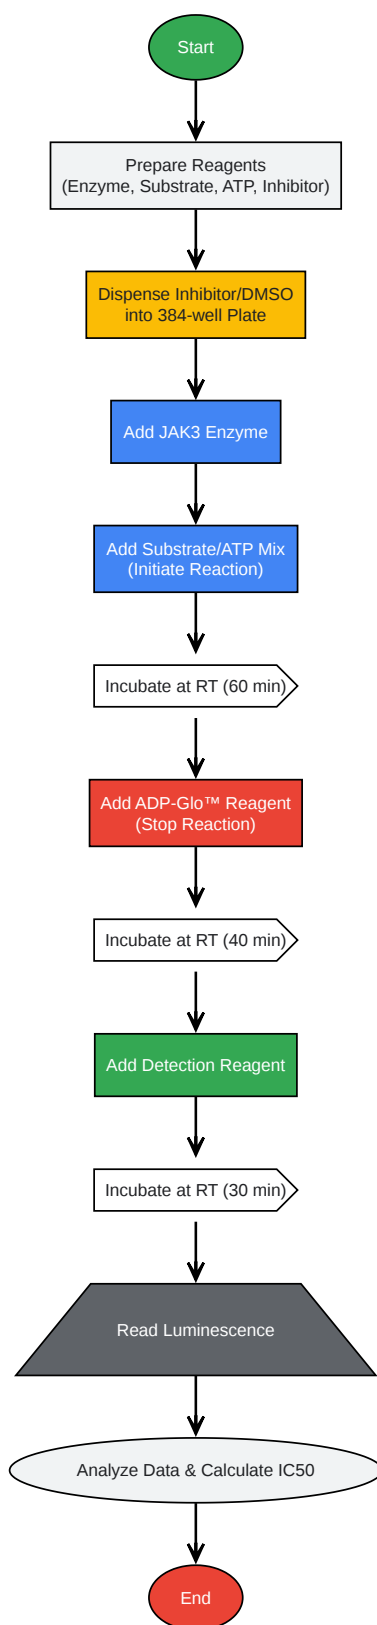 Start
Prepare Reagents
(Enzyme, Substrate, ATP, Inhibitor)
Dispense Inhibitor/DMSO
into 384-well Plate
Add JAK3 Enzyme
Add Substrate/ATP Mix
(Initiate Reaction)
Incubate at RT (60 min)
Add ADP-Glo™ Reagent
(Stop Reaction)
Incubate at RT (40 min)
Add Detection Reagent
Incubate at RT (30 min)
Read Luminescence
Analyze Data & Calculate IC50
End